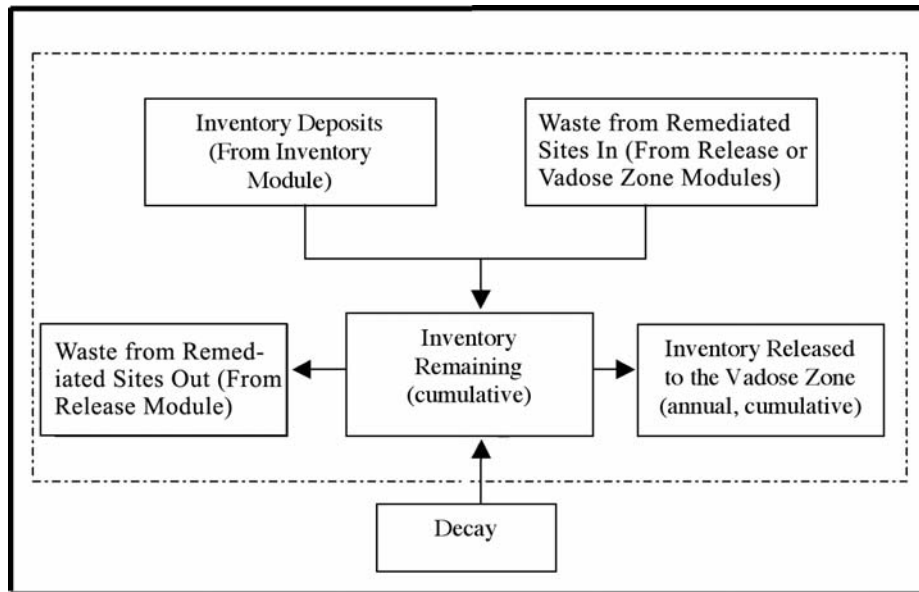 Inventory Deposits
(From Inventory
Module)
Waste from Remediated
Sites In (From Release or
Vadose Zone Modules)
Waste from Remed-
iated Sites Out (From
Release Module)
Inventory
Remaining
(cumulative)
Inventory Released
to the Vadose Zone
(annual, cumulative)
Decay